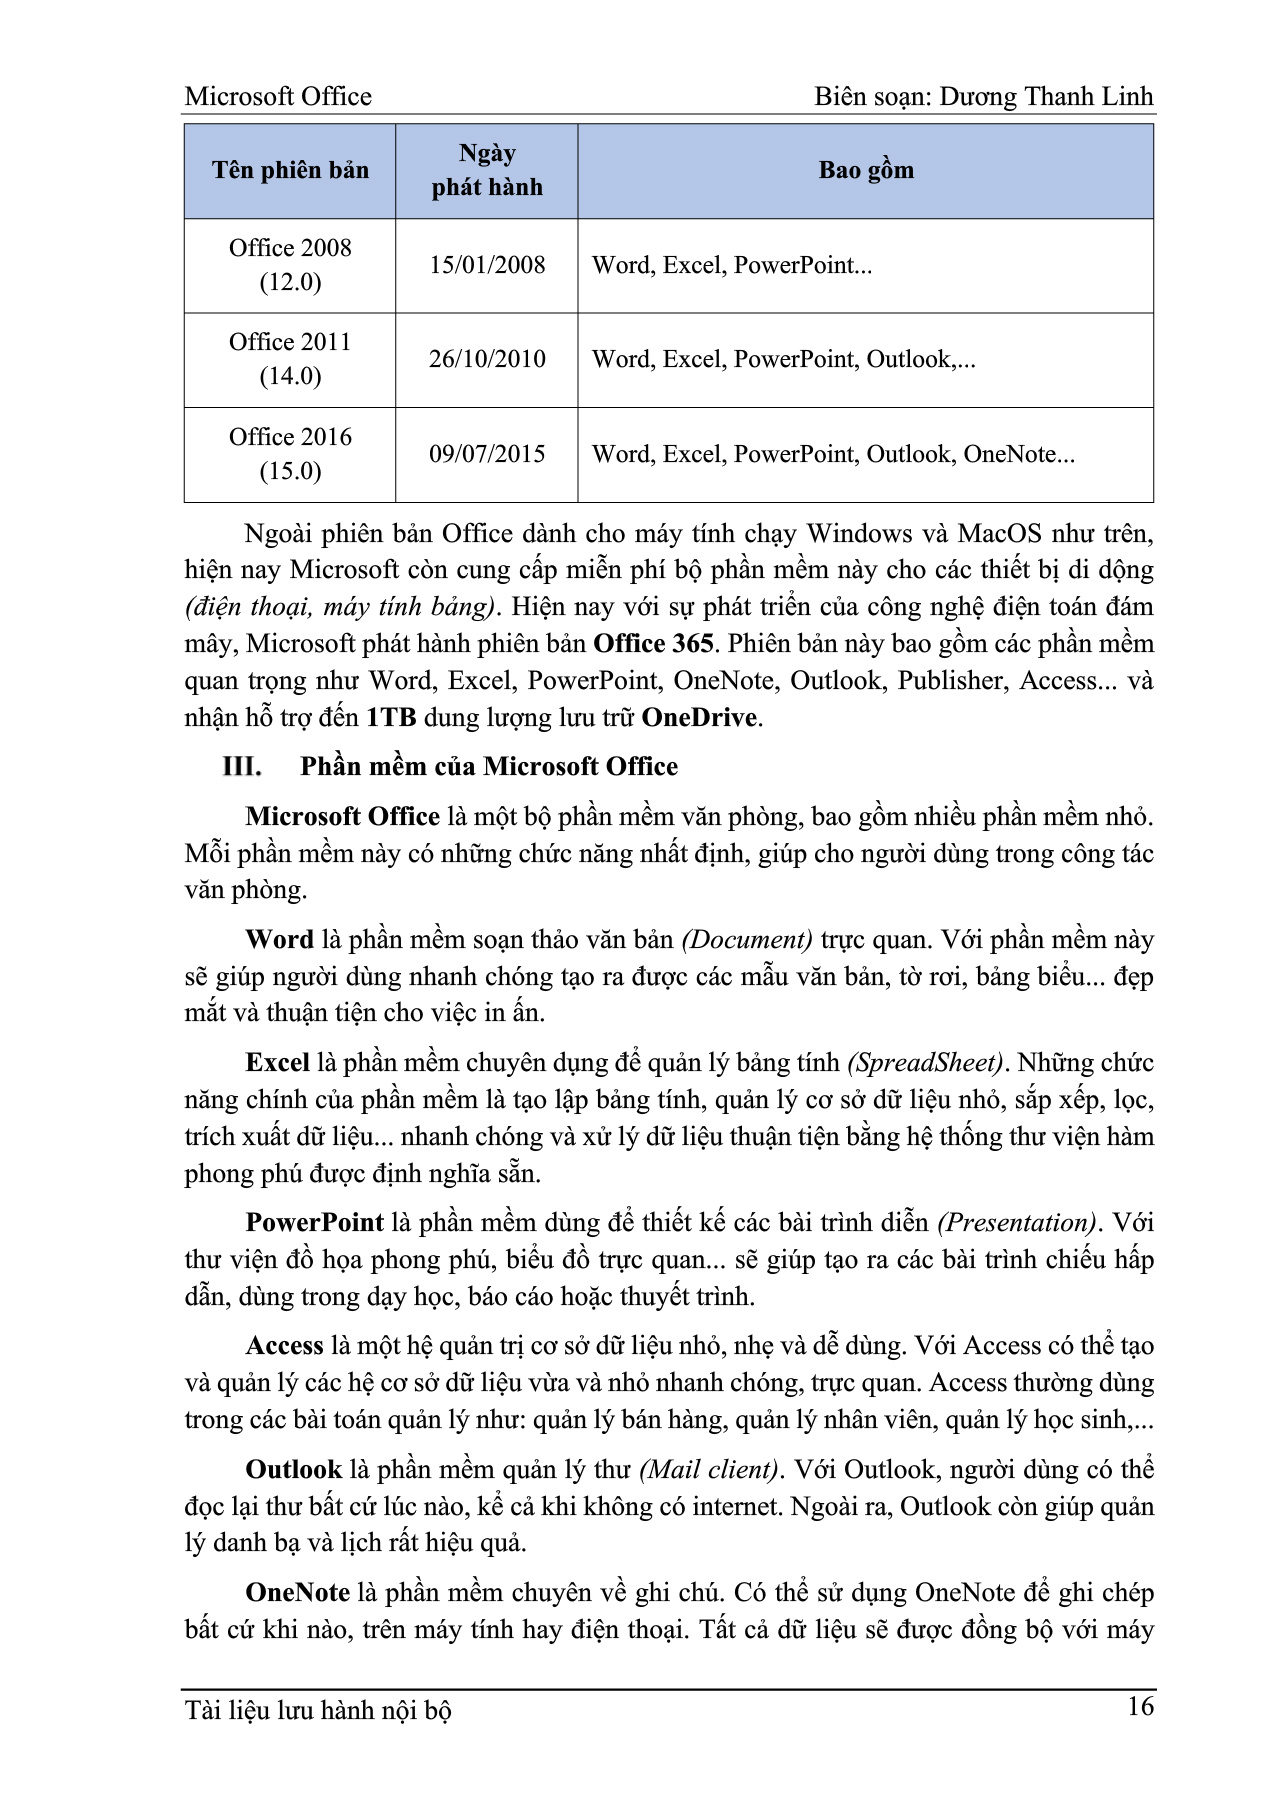 Microsoft Office Biên soạn: Dương Thanh Linh
Tên phiên bản
Ngày
phát hành
Bao gồm
Office 2008
(12.0)
15/01/2008
Word, Excel, PowerPoint...
Office 2011
(14.0)
26/10/2010
Word, Excel, PowerPoint, Outlook,...
Office 2016
(15.0)
09/07/2015
Word, Excel, PowerPoint, Outlook, OneNote...
Ngoài phiên bản Office dành cho máy tính chạy Windows và MacOS như trên,
hiện nay Microsoft còn cung cấp miễn phí bộ phần mềm này cho các thiết bị di dộng
(điện thoại, máy tính bảng). Hiện nay với sự phát triển của công nghệ điện toán đám
mây, Microsoft phát hành phiên bản Office 365. Phiên bản này bao gồm các phần mềm
quan trọng như Word, Excel, PowerPoint, OneNote, Outlook, Publisher, Access... và
nhận hỗ trợ đến 1TB dung lượng lưu trữ OneDrive.
III. Phần mềm của Microsoft Office
Microsoft Office là một bộ phần mềm văn phòng, bao gồm nhiều phần mềm nhỏ.
Mỗi phần mềm này có những chức năng nhất định, giúp cho người dùng trong công tác
văn phòng.
Word là phần mềm soạn thảo văn bản (Document) trực quan. Với phần mềm này
sẽ giúp người dùng nhanh chóng tạo ra được các mẫu văn bản, tờ rơi, bảng biểu... đẹp
mắt và thuận tiện cho việc in ấn.
Excel là phần mềm chuyên dụng để quản lý bảng tính (SpreadSheet). Những chức
năng chính của phần mềm là tạo lập bảng tính, quản lý cơ sở dữ liệu nhỏ, sắp xếp, lọc,
trích xuất dữ liệu... nhanh chóng và xử lý dữ liệu thuận tiện bằng hệ thống thư viện hàm
phong phú được định nghĩa sẵn.
PowerPoint là phần mềm dùng để thiết kế các bài trình diễn (Presentation). Với
thư viện đồ họa phong phú, biểu đồ trực quan... sẽ giúp tạo ra các bài trình chiếu hấp
dẫn, dùng trong dạy học, báo cáo hoặc thuyết trình.
Access là một hệ quản trị cơ sở dữ liệu nhỏ, nhẹ và dễ dùng. Với Access có thể tạo
và quản lý các hệ cơ sở dữ liệu vừa và nhỏ nhanh chóng, trực quan. Access thường dùng
trong các bài toán quản lý như: quản lý bán hàng, quản lý nhân viên, quản lý học sinh,...
Outlook là phần mềm quản lý thư (Mail client). Với Outlook, người dùng có thể
đọc lại thư bất cứ lúc nào, kể cả khi không có internet. Ngoài ra, Outlook còn giúp quản
lý danh bạ và lịch rất hiệu quả.
OneNote là phần mềm chuyên về ghi chú. Có thể sử dụng OneNote để ghi chép
bất cứ khi nào, trên máy tính hay điện thoại. Tất cả dữ liệu sẽ được đồng bộ với máy
Tài liệu lưu hành nội bộ 16